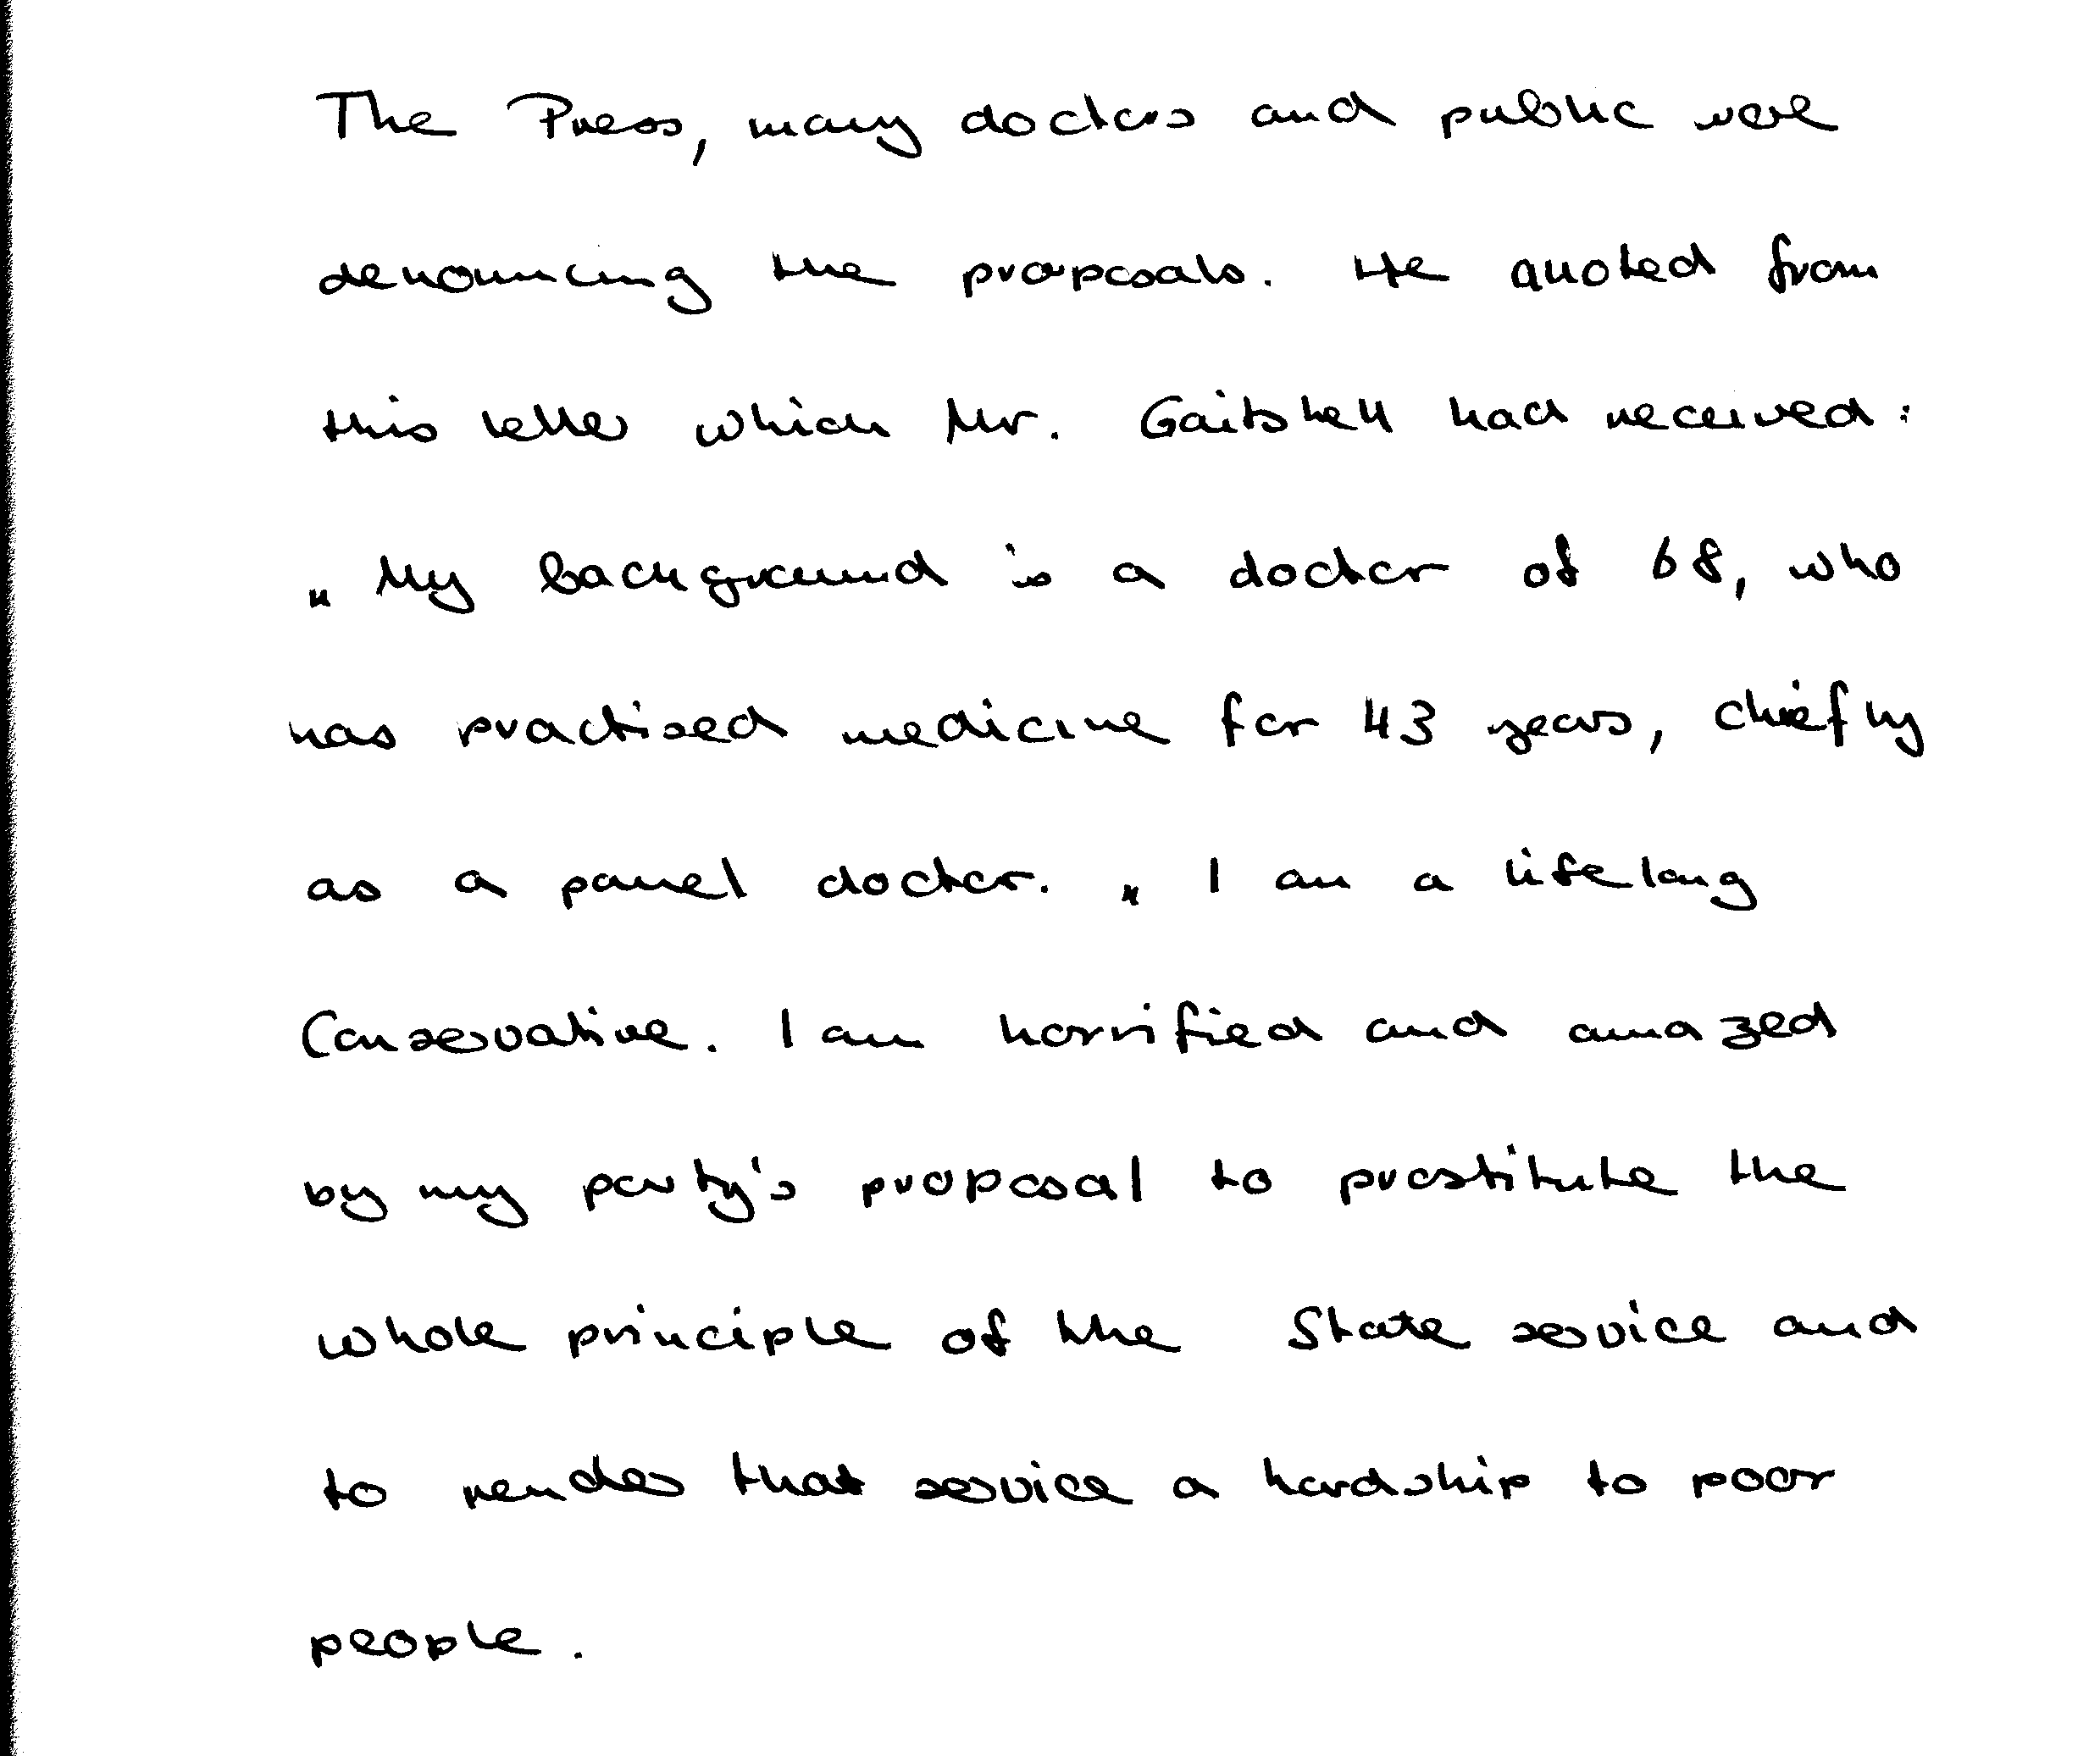 The Press, many doctors and public were
denouncing the proposals. He quoted from
this letter which Mr. Gaitskell had received:
„My background is a doctor of 68, who
has practised medicine for 43 years, chiefly
as a panel doctor. „I am a lifelong
Conservative. I am horrified and amazed
by my party's proposal to prostitute the
whole principle of the State service and
to render that service a hardship to poor
people.